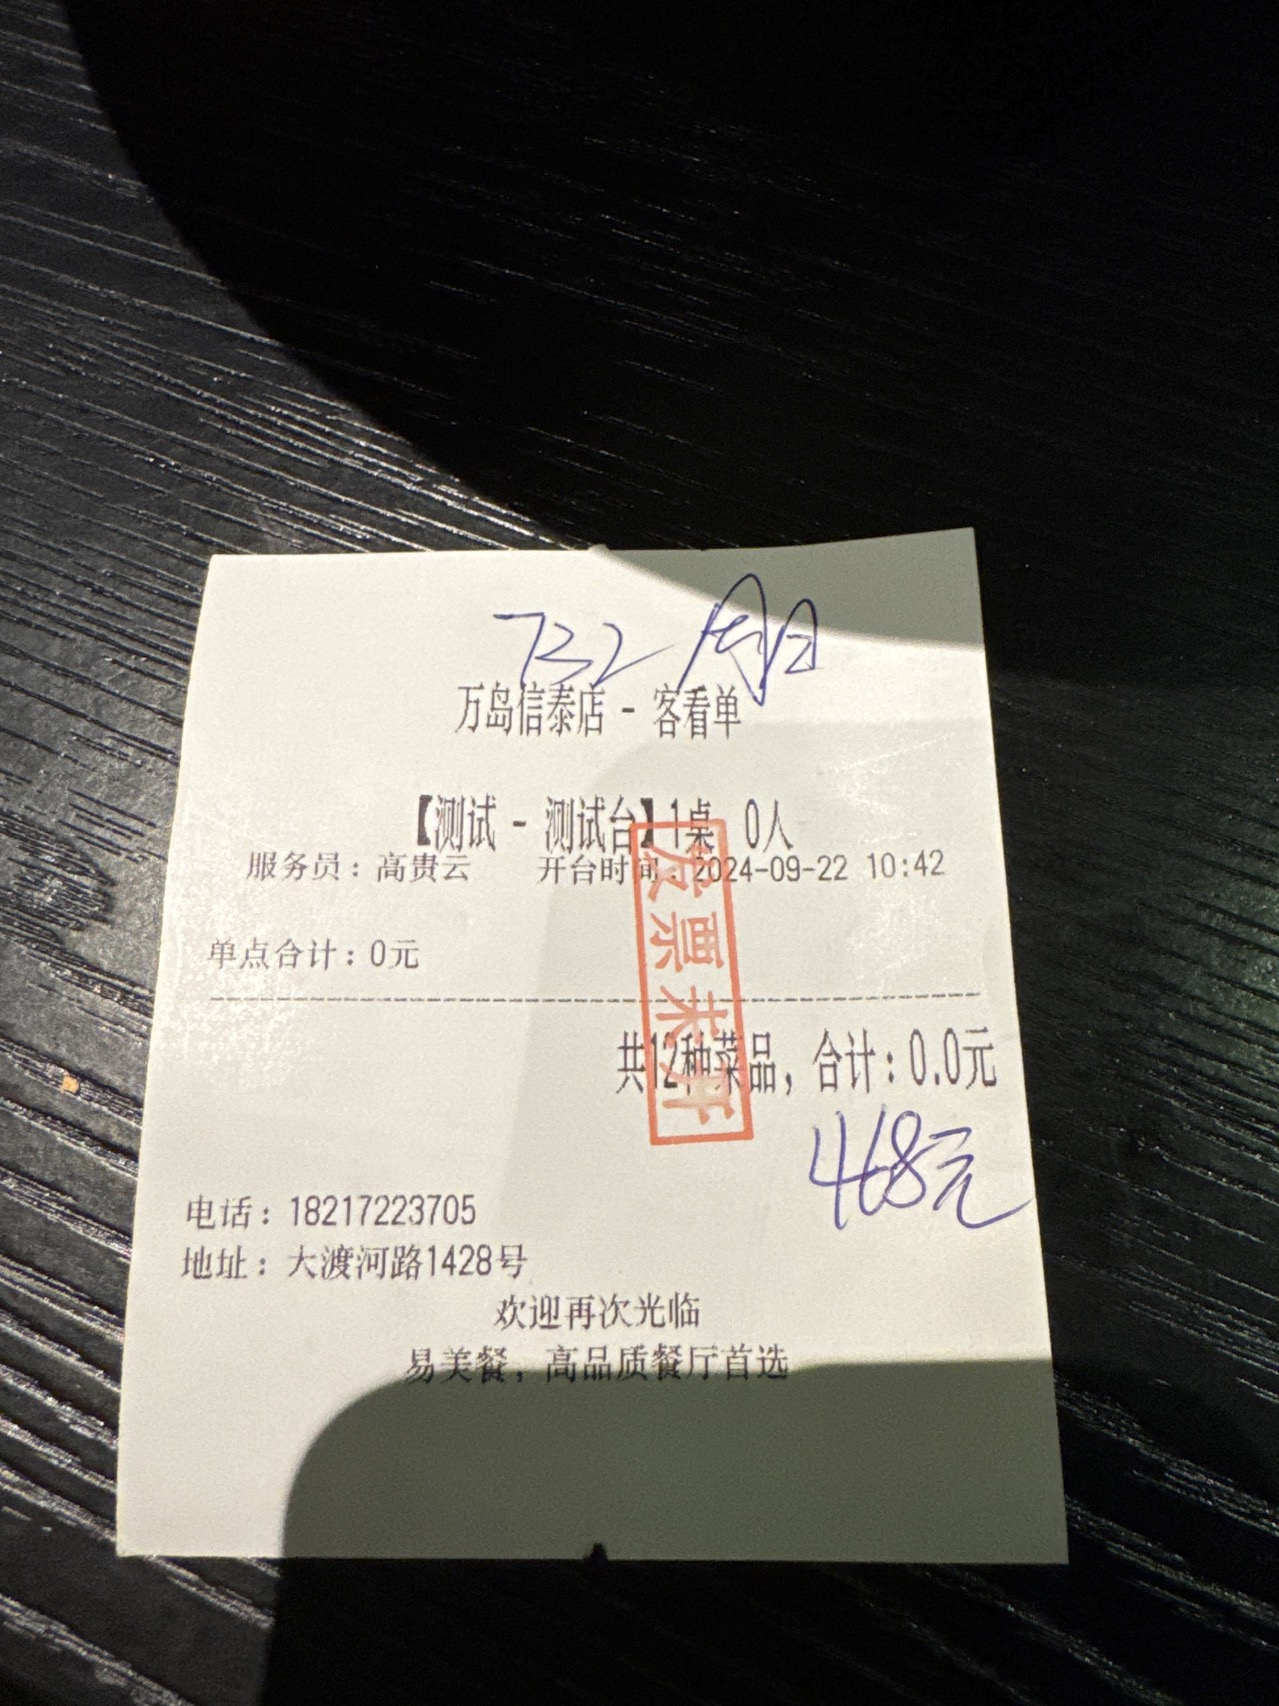 732 周日
万岛信泰店 - 客看单
【测试 - 测试台】1桌 0人
服务员：高贵云 开台时间：2024-09-22 10:42
发票未开
单点合计：0元
共12种菜品，合计：0.0元
468元
电话：18217223705
地址：大渡河路1428号
欢迎再次光临
易美餐，高品质餐厅首选